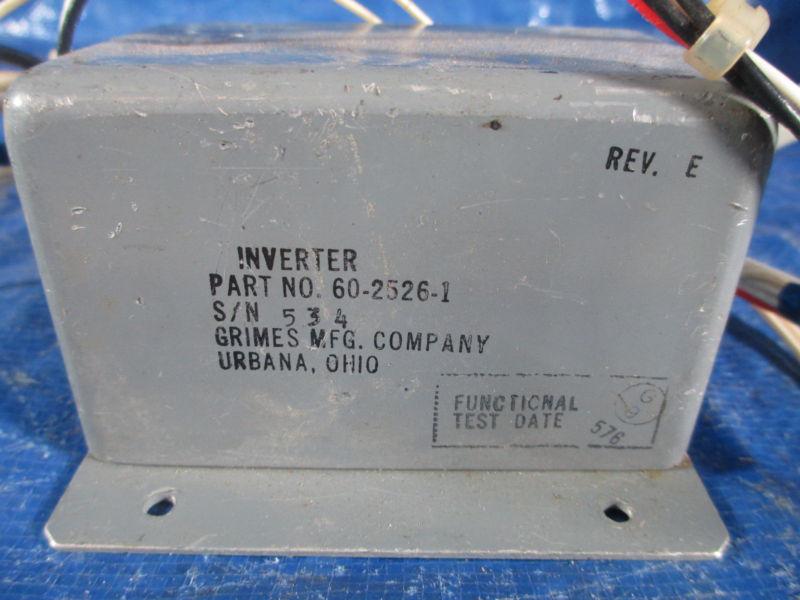 REV. E
INVERTER
PART NO. 60-2526-1
S/N 534
GRIMES MFG. COMPANY
URBANA, OHIO
FUNCTIONAL
TEST DATE 576